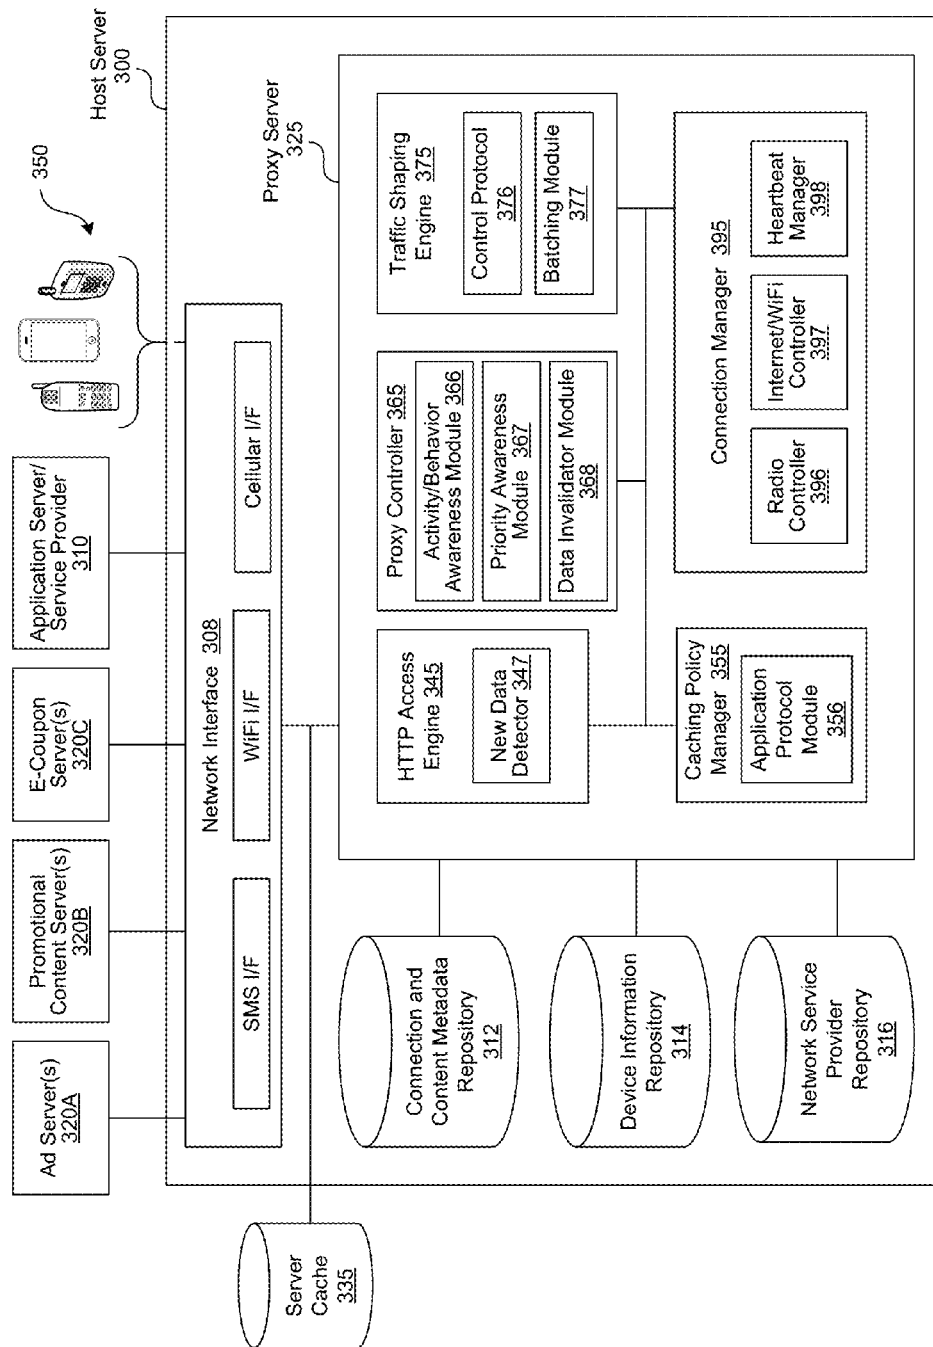 350
Host Server
300
Ad Server(s)
320A
Promotional
Content Server(s)
320B
E-Coupon
Server(s)
320C
Application Server/
Service Provider
310
Network Interface 308
SMS I/F
WiFi I/F
Cellular I/F
Server
Cache
335
Proxy Server
325
Connection and
Content Metadata
Repository
312
Device Information
Repository
314
Network Service
Provider
Repository
316
HTTP Access
Engine 345
New Data
Detector 347
Proxy Controller 365
Activity/Behavior
Awareness Module 366
Priority Awareness
Module 367
Data Invalidator Module
368
Traffic Shaping
Engine 375
Control Protocol
376
Batching Module
377
Caching Policy
Manager 355
Application
Protocol
Module
356
Connection Manager 395
Radio
Controller
396
Internet/WiFi
Controller
397
Heartbeat
Manager
398